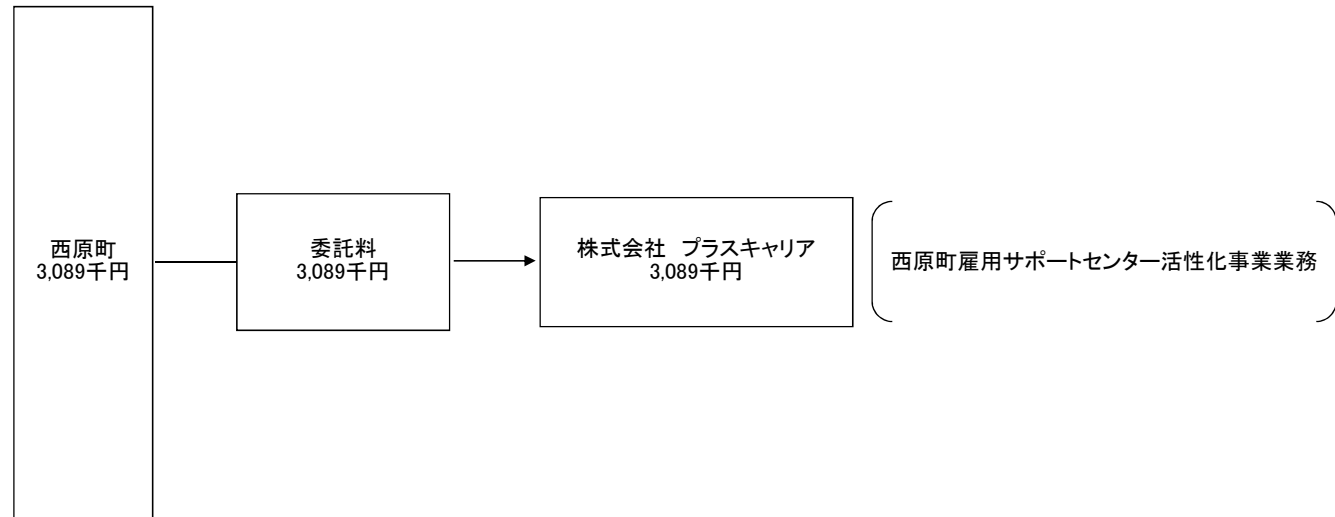 西原町
3,089千円
委託料
3,089千円
株式会社　プラスキャリア
3,089千円
西原町雇用サポートセンター活性化事業業務